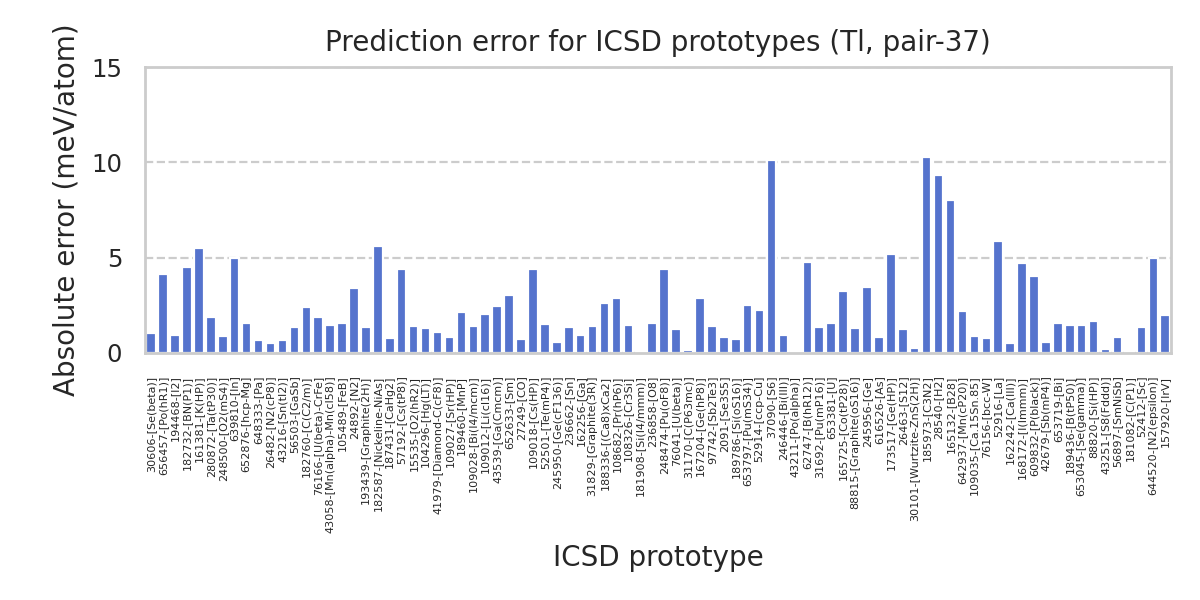 Prediction error for ICSD prototypes (Tl, pair-37)
Absolute error (meV/atom)
15
10
5
0
30606-[Se(beta)]
656457-[Po(hR1)]
194468-[I2]
182732-[BN(P1)]
161381-[K(HP)]
280872-[Ta(tP30)]
248500-[O2(mS4)]
639810-[In]
652876-[hcp-Mg]
648333-[Pa]
26482-[N2(cP8)]
43216-[Sn(tI2)]
635603-[GaSb]
182760-[C(C2/m)]
76166-[U(beta)-CrFe]
43058-[Mn(alpha)-Mn(cI58)]
105489-[FeB]
24892-[N2]
193439-[Graphite(2H)]
182587-[Nickeline-NiAs]
187431-[CaHg2]
57192-[Cs(tP8)]
15535-[O2(hR2)]
104296-[Hg(LT)]
41979-[Diamond-C(cF8)]
109027-[Sr(HP)]
189460-[MnP]
109028-[Bi(I4/mcm)]
109012-[Li(cI16)]
43539-[Ga(Cmcm)]
652633-[Sm]
27249-[CO]
109018-[Cs(HP)]
52501-[Te(mP4)]
245950-[Ge(cF136)]
236662-[Sn]
162256-[Ga]
31829-[Graphite(3R)]
188336-[(Ca8)xCa2]
108682-[Pr(hP6)]
108326-[Cr3Si]
181908-[Si(I4/mmm)]
236858-[O8]
248474-[Pu(oF8)]
76041-[U(beta)]
31170-[C(P63mc)]
167204-[Ge(hP8)]
97742-[Sb2Te3]
2091-[Se3S5]
189786-[Si(oS16)]
653797-[Pu(mS34)]
52914-[ccp-Cu]
37090-[S6]
246446-[Bi(III)]
43211-[Po(alpha)]
62747-[B(hR12)]
31692-[Pu(mP16)]
653381-[U]
165725-[Co(tP28)]
88815-[Graphite(oS16)]
245956-[Ge]
616526-[As]
173517-[Ge(HP)]
26463-[S12]
30101-[Wurtzite-ZnS(2H)]
185973-[C3N2]
28540-[H2]
165132-[B28]
642937-[Mn(cP20)]
109035-[Ca.15Sn.85]
76156-[bcc-W]
52916-[La]
162242-[Ca(III)]
168172-[I(Immm)]
609832-[P(black)]
42679-[Sb(mP4)]
653719-[Bi]
189436-[B(tP50)]
653045-[Se(gamma)]
88820-[Si(HP)]
43251-[S8(Fddd)]
56897-[SmNiSb]
181082-[C(P1)]
52412-[Sc]
644520-[N2(epsilon)]
157920-[IrV]
ICSD prototype